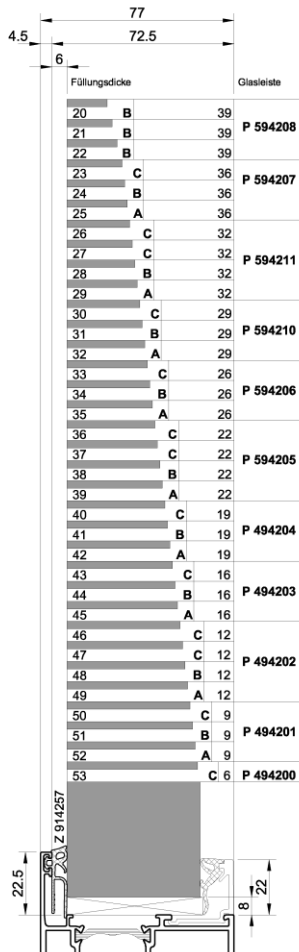 77
4.5 72.5
6
Füllungsdicke Glasleiste
20 B 39
P 594208
21 B 39
22 B 39
23 C 36
P 594207
24 B 36
25 A 36
26 C 32
27 C 32
P 594211
28 B 32
29 A 32
30 C 29
P 594210
31 B 29
32 A 29
33 C 26
P 594206
34 B 26
35 A 26
36 C 22
37 C 22
P 594205
38 B 22
39 A 22
40 C 19
P 494204
41 B 19
42 A 19
43 C 16
P 494203
44 B 16
45 A 16
46 C 12
47 C 12
P 494202
48 B 12
49 A 12
50 C 9
P 494201
51 B 9
52 A 9
53 C 6 P 494200
Z 914257
22.5
8
22